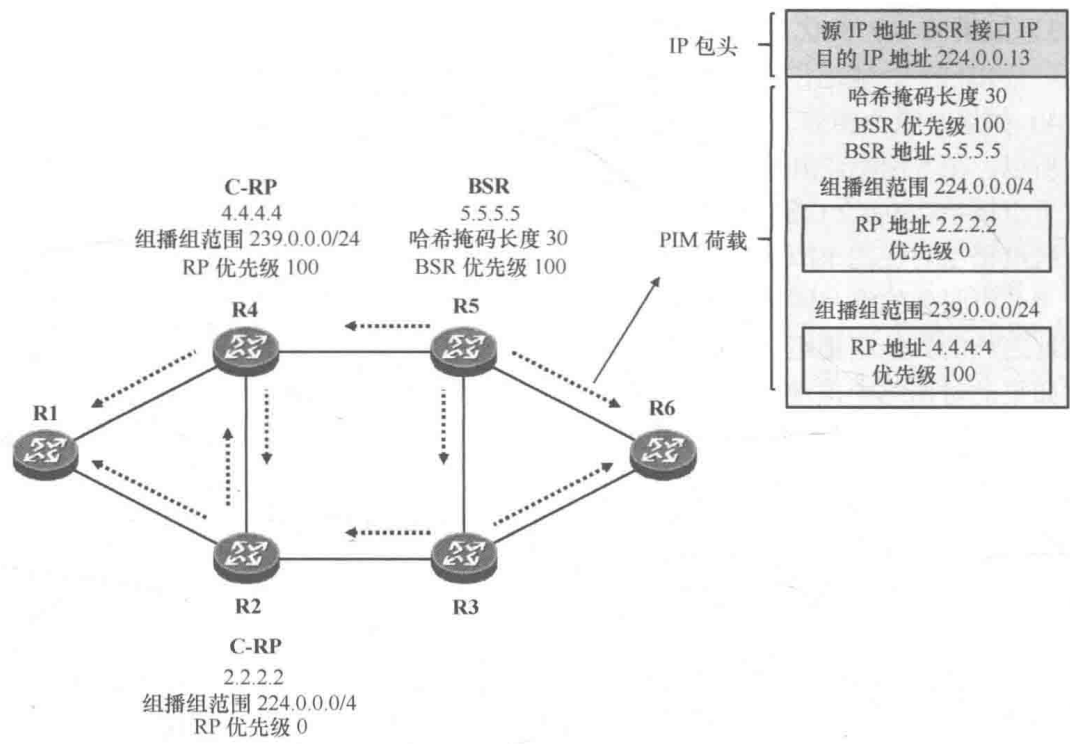 IP 包头
源 IP 地址 BSR 接口 IP
目的 IP 地址 224.0.0.13
PIM 荷载
哈希掩码长度 30
BSR 优先级 100
BSR 地址 5.5.5.5
组播组范围 224.0.0.0/4
RP 地址 2.2.2.2
优先级 0
组播组范围 239.0.0.0/24
RP 地址 4.4.4.4
优先级 100
C-RP
4.4.4.4
组播组范围 239.0.0.0/24
RP 优先级 100
R4
BSR
5.5.5.5
哈希掩码长度 30
BSR 优先级 100
R5
R1
R6
R2
R3
C-RP
2.2.2.2
组播组范围 224.0.0.0/4
RP 优先级 0